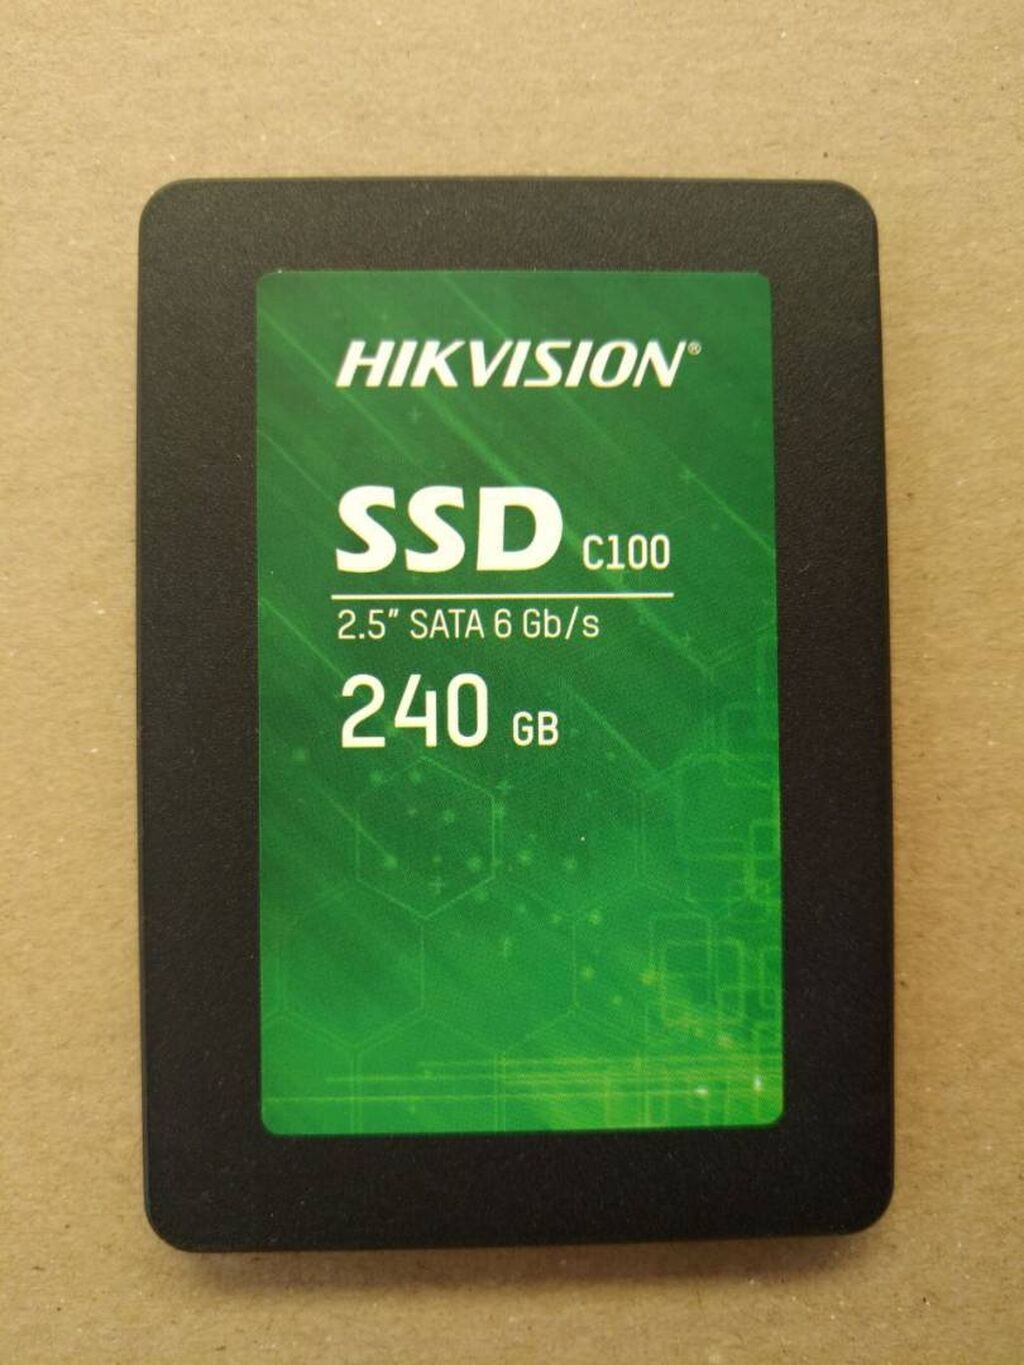 HIKVISION®
SSD C100
2.5" SATA 6 Gb/s
240 GB